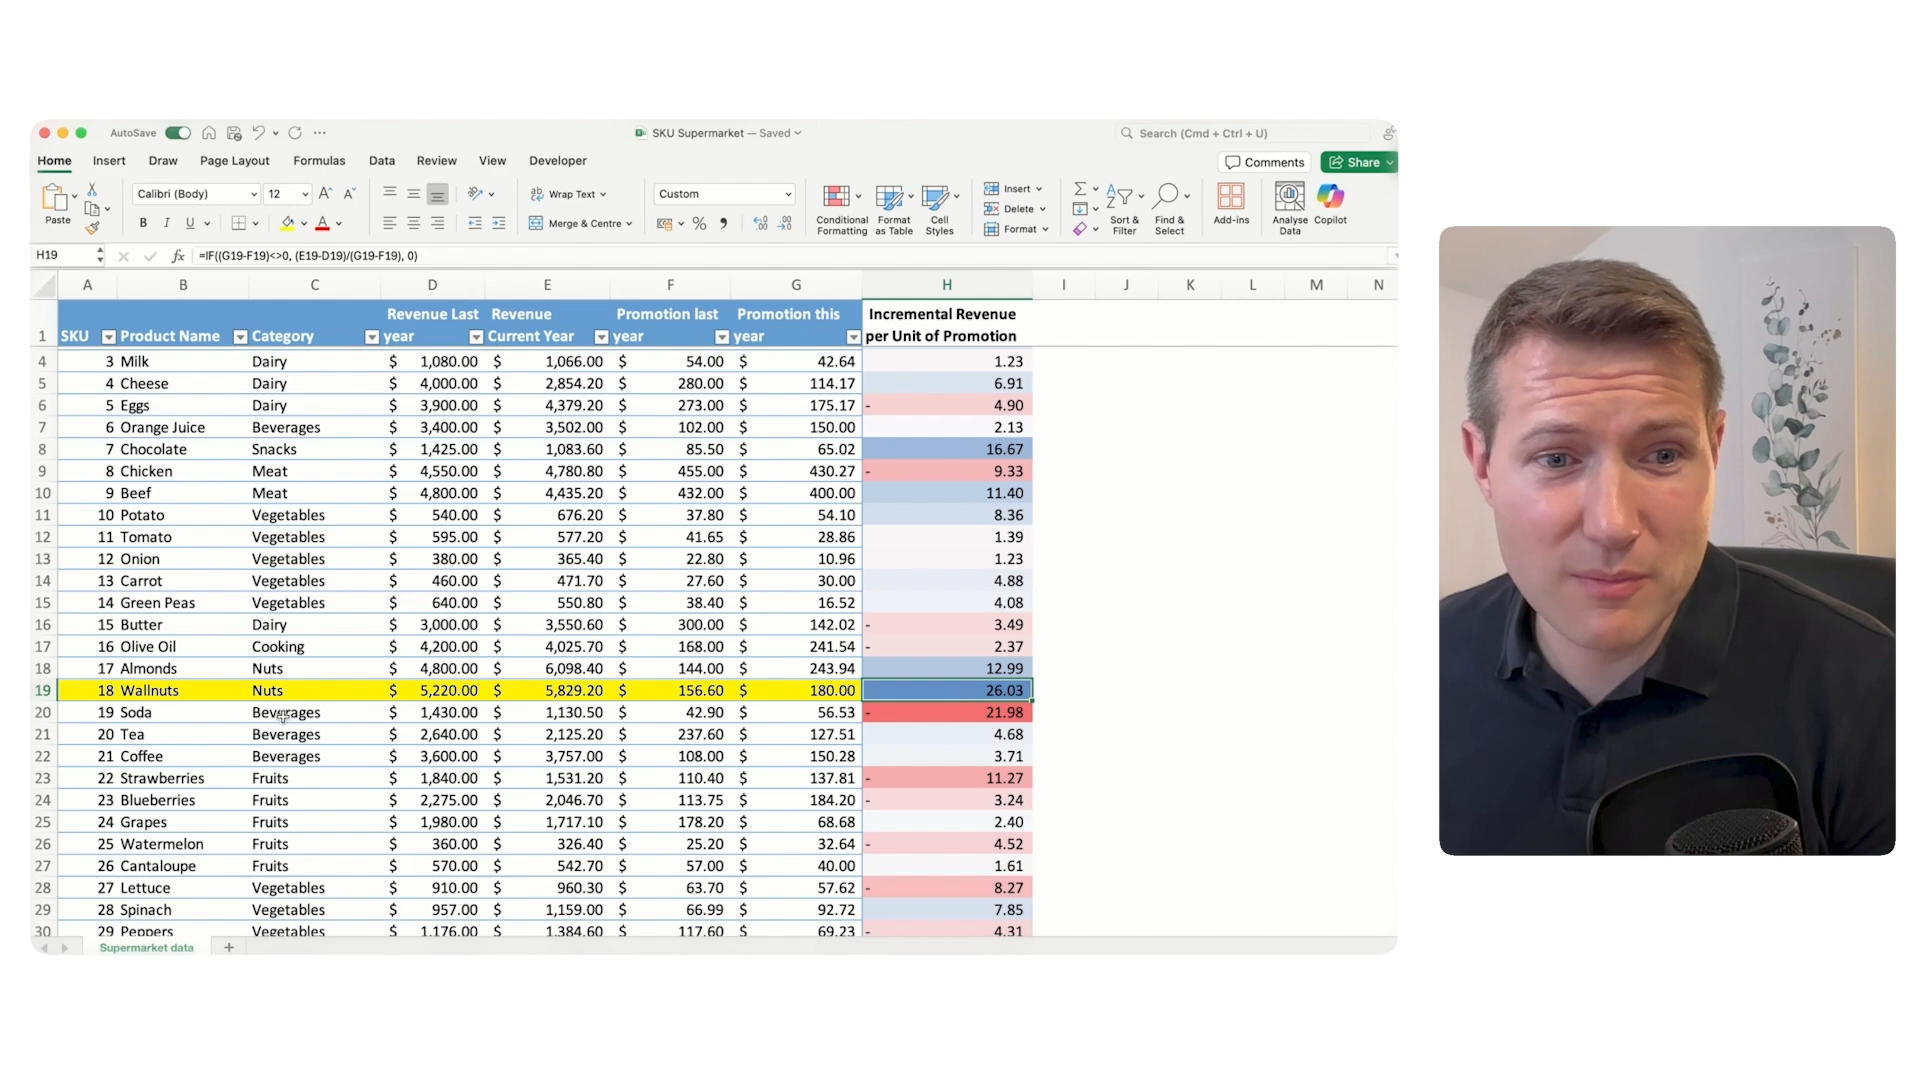 AutoSave
SKU Supermarket — Saved
Search (Cmd + Ctrl + U)
Home Insert Draw Page Layout Formulas Data Review View Developer
Comments Share
Paste
Calibri (Body) 12
Wrap Text
Merge & Centre
Custom
Conditional Formatting
Format as Table
Cell Styles
Insert
Delete
Format
Sort & Filter
Find & Select
Add-ins
Analyse Data
Copilot
H19 fx =IF((G19-F19)<>0, (E19-D19)/(G19-F19), 0)
A B C D E F G H I J K L M N
1 SKU Product Name Category Revenue Last year Revenue Current Year Promotion last year Promotion this year Incremental Revenue per Unit of Promotion
4 3 Milk Dairy $ 1,080.00 $ 1,066.00 $ 54.00 $ 42.64 1.23
5 4 Cheese Dairy $ 4,000.00 $ 2,854.20 $ 280.00 $ 114.17 6.91
6 5 Eggs Dairy $ 3,900.00 $ 4,379.20 $ 273.00 $ 175.17 - 4.90
7 6 Orange Juice Beverages $ 3,400.00 $ 3,502.00 $ 102.00 $ 150.00 2.13
8 7 Chocolate Snacks $ 1,425.00 $ 1,083.60 $ 85.50 $ 65.02 16.67
9 8 Chicken Meat $ 4,550.00 $ 4,780.80 $ 455.00 $ 430.27 - 9.33
10 9 Beef Meat $ 4,800.00 $ 4,435.20 $ 432.00 $ 400.00 11.40
11 10 Potato Vegetables $ 540.00 $ 676.20 $ 37.80 $ 54.10 8.36
12 11 Tomato Vegetables $ 595.00 $ 577.20 $ 41.65 $ 28.86 1.39
13 12 Onion Vegetables $ 380.00 $ 365.40 $ 22.80 $ 10.96 1.23
14 13 Carrot Vegetables $ 460.00 $ 471.70 $ 27.60 $ 30.00 4.88
15 14 Green Peas Vegetables $ 640.00 $ 550.80 $ 38.40 $ 16.52 4.08
16 15 Butter Dairy $ 3,000.00 $ 3,550.60 $ 300.00 $ 142.02 - 3.49
17 16 Olive Oil Cooking $ 4,200.00 $ 4,025.70 $ 168.00 $ 241.54 - 2.37
18 17 Almonds Nuts $ 4,800.00 $ 6,098.40 $ 144.00 $ 243.94 12.99
19 18 Wallnuts Nuts $ 5,220.00 $ 5,829.20 $ 156.60 $ 180.00 26.03
20 19 Soda Beverages $ 1,430.00 $ 1,130.50 $ 42.90 $ 56.53 - 21.98
21 20 Tea Beverages $ 2,640.00 $ 2,125.20 $ 237.60 $ 127.51 4.68
22 21 Coffee Beverages $ 3,600.00 $ 3,757.00 $ 108.00 $ 150.28 3.71
23 22 Strawberries Fruits $ 1,840.00 $ 1,531.20 $ 110.40 $ 137.81 - 11.27
24 23 Blueberries Fruits $ 2,275.00 $ 2,046.70 $ 113.75 $ 184.20 - 3.24
25 24 Grapes Fruits $ 1,980.00 $ 1,717.10 $ 178.20 $ 68.68 2.40
26 25 Watermelon Fruits $ 360.00 $ 326.40 $ 25.20 $ 32.64 - 4.52
27 26 Cantaloupe Fruits $ 570.00 $ 542.70 $ 57.00 $ 40.00 1.61
28 27 Lettuce Vegetables $ 910.00 $ 960.30 $ 63.70 $ 57.62 - 8.27
29 28 Spinach Vegetables $ 957.00 $ 1,159.00 $ 66.99 $ 92.72 7.85
30 29 Peppers Vegetables $ 1,176.00 $ 1,384.60 $ 117.60 $ 69.23 - 4.31
Supermarket data